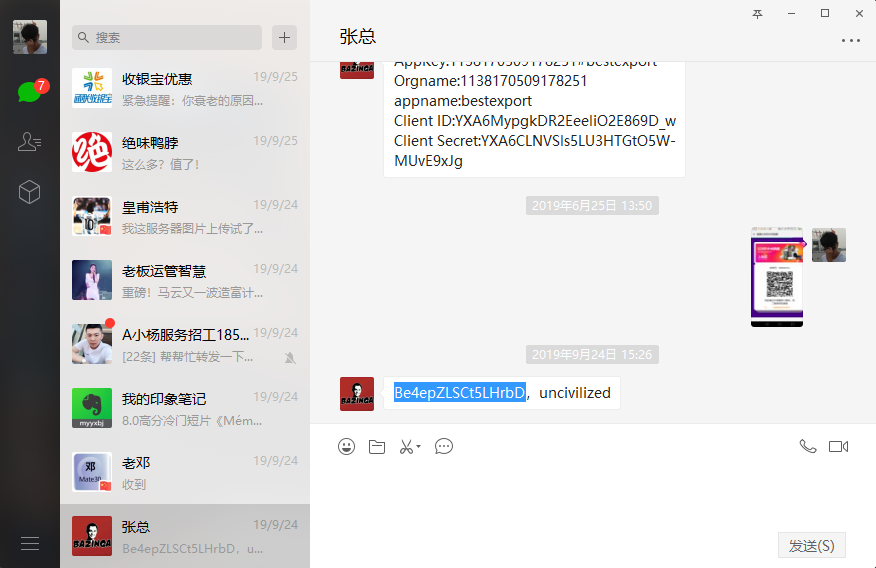 7
搜索
收银宝优惠
19/9/25
紧急提醒：你衰老的原因...
绝味鸭脖
19/9/25
这么多？值了！
皇甫浩特
19/9/24
我这服务器图片上传试了...
老板运管智慧
19/9/24
重磅！马云又一波造富计...
A小杨服务招工185...
19/9/24
[22条] 帮帮忙转发一下...
我的印象笔记
19/9/24
8.0高分冷门短片《Mém...
myyxbj
老邓
19/9/24
收到
邓
Mate30
张总
19/9/24
Be4epZLSCt5LHrbD，u...
BAZINGA
张总
AppKey:1138170509178251#bestexport
Orgname:1138170509178251
appname:bestexport
Client ID:YXA6MypgkDR2EeeliO2E869D_w
Client Secret:YXA6CLNVSls5LU3HTGtO5W-
MUvE9xJg
2019年6月25日 13:50
2019年9月24日 15:26
Be4epZLSCt5LHrbD，uncivilized
BAZINGA
发送(S)